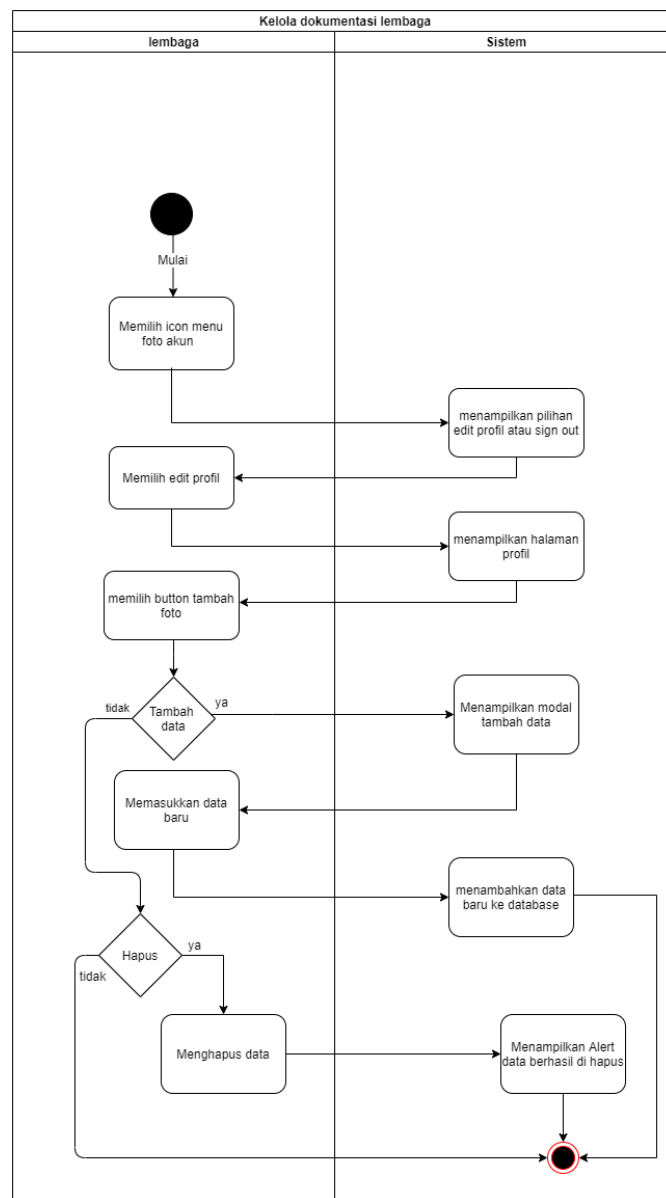 Kelola dokumentasi lembaga
lembaga
Sistem
Mulai
Memilih icon menu
foto akun
menampilkan pilihan
edit profil atau sign out
Memilih edit profil
menampilkan halaman
profil
memilih button tambah
foto
tidak
Tambah
data
ya
Menampilkan modal
tambah data
Memasukkan data
baru
menambahkan data
baru ke database
Hapus
ya
tidak
Menghapus data
Menampilkan Alert
data berhasil di hapus